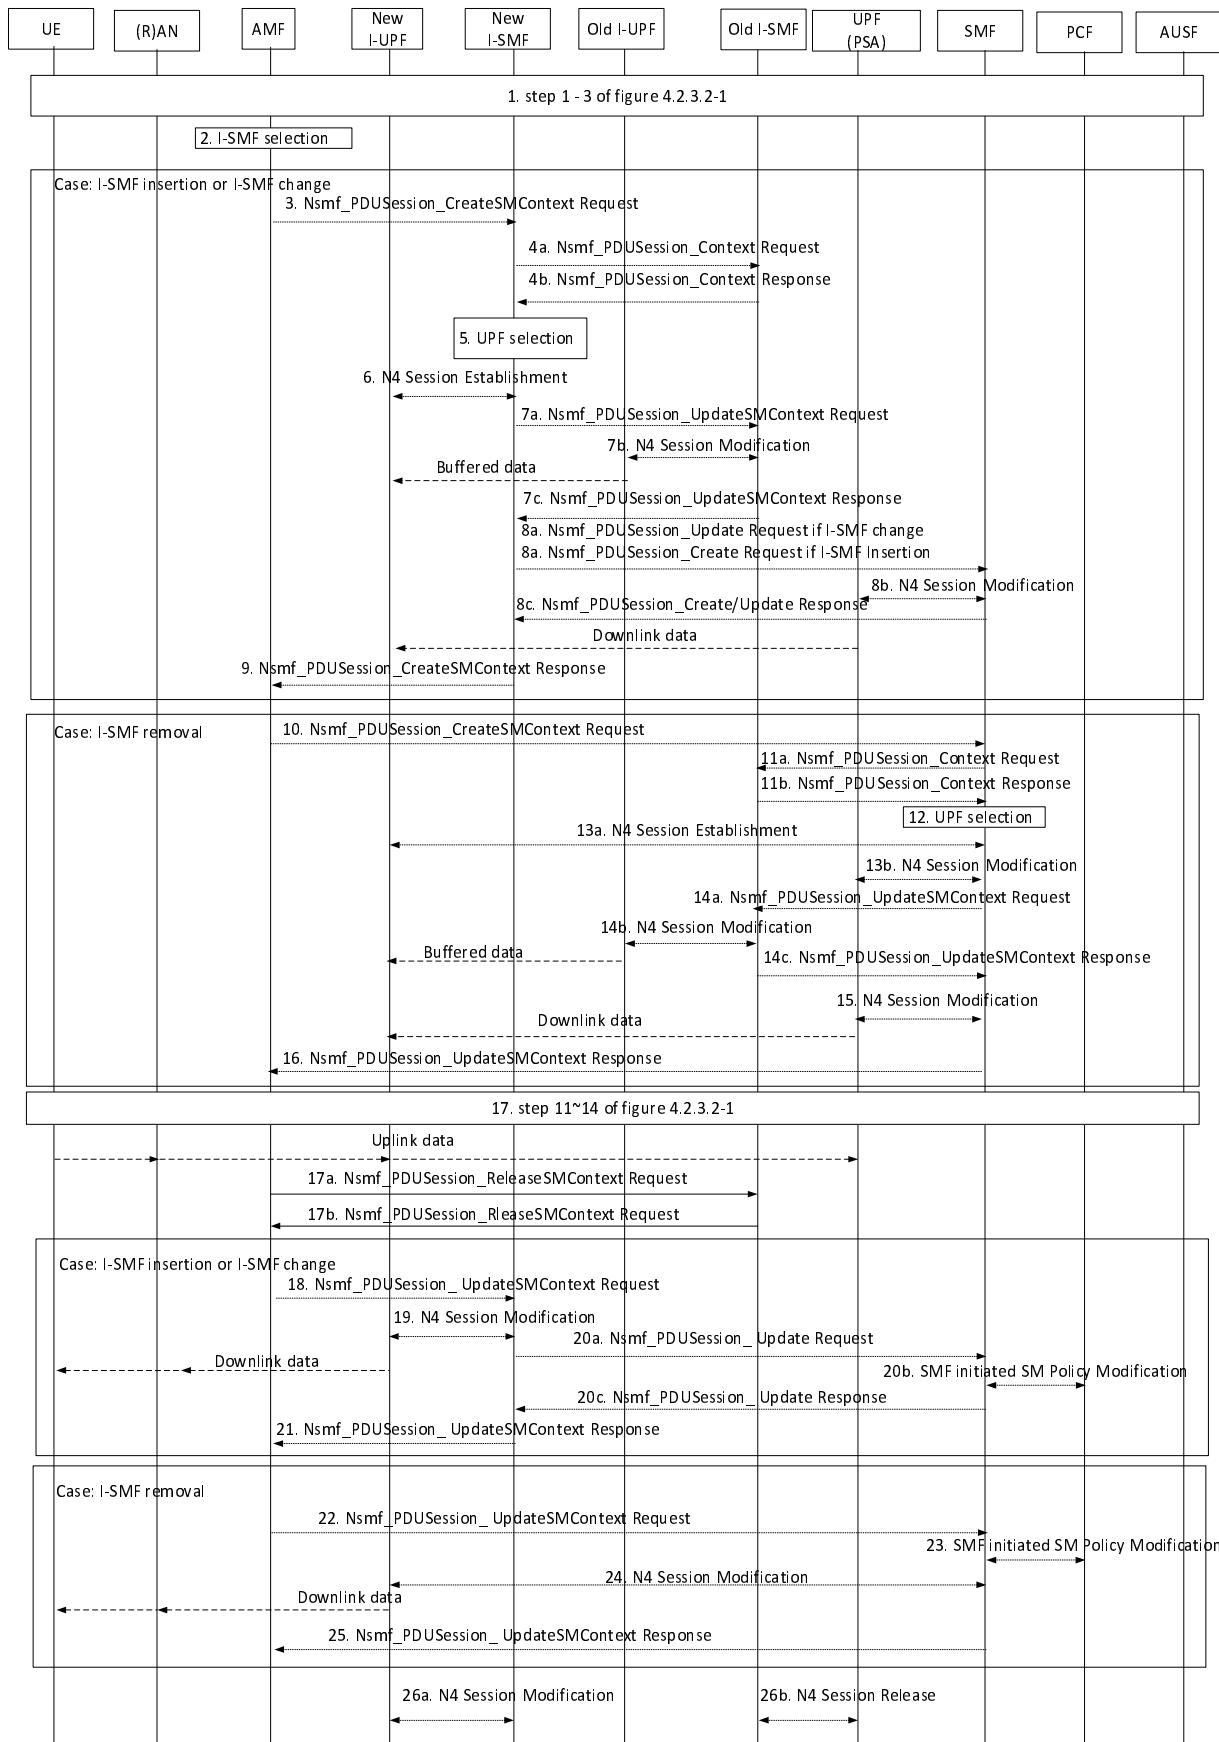 UE
(R)AN
AMF
New
I-UPF
New
I-SMF
Old I-UPF
Old I-SMF
UPF
(PSA)
SMF
PCF
AUSF
1. step 1 - 3 of figure 4.2.3.2-1
2. I-SMF selection
Case: I-SMF insertion or I-SMF change
3. Nsmf_PDUSession_CreateSMContext Request
4a. Nsmf_PDUSession_Context Request
4b. Nsmf_PDUSession_Context Response
5. UPF selection
6. N4 Session Establishment
7a. Nsmf_PDUSession_UpdateSMContext Request
7b. N4 Session Modification
Buffered data
7c. Nsmf_PDUSession_UpdateSMContext Response
8a. Nsmf_PDUSession_Update Request if I-SMF change
8a. Nsmf_PDUSession_Create Request if I-SMF Insertion
8b. N4 Session Modification
8c. Nsmf_PDUSession_Create/Update Response
Downlink data
9. Nsmf_PDUSession_CreateSMContext Response
Case: I-SMF removal
10. Nsmf_PDUSession_CreateSMContext Request
11a. Nsmf_PDUSession_Context Request
11b. Nsmf_PDUSession_Context Response
12. UPF selection
13a. N4 Session Establishment
13b. N4 Session Modification
14a. Nsmf_PDUSession_UpdateSMContext Request
14b. N4 Session Modification
Buffered data
14c. Nsmf_PDUSession_UpdateSMContext Response
15. N4 Session Modification
Downlink data
16. Nsmf_PDUSession_UpdateSMContext Response
17. step 11~14 of figure 4.2.3.2-1
Uplink data
17a. Nsmf_PDUSession_ReleaseSMContext Request
17b. Nsmf_PDUSession_RleaseSMContext Request
Case: I-SMF insertion or I-SMF change
18. Nsmf_PDUSession_ UpdateSMContext Request
19. N4 Session Modification
20a. Nsmf_PDUSession_ Update Request
Downlink data
20b. SMF initiated SM Policy Modification
20c. Nsmf_PDUSession_ Update Response
21. Nsmf_PDUSession_ UpdateSMContext Response
Case: I-SMF removal
22. Nsmf_PDUSession_ UpdateSMContext Request
23. SMF initiated SM Policy Modification
24. N4 Session Modification
Downlink data
25. Nsmf_PDUSession_ UpdateSMContext Response
26a. N4 Session Modification
26b. N4 Session Release